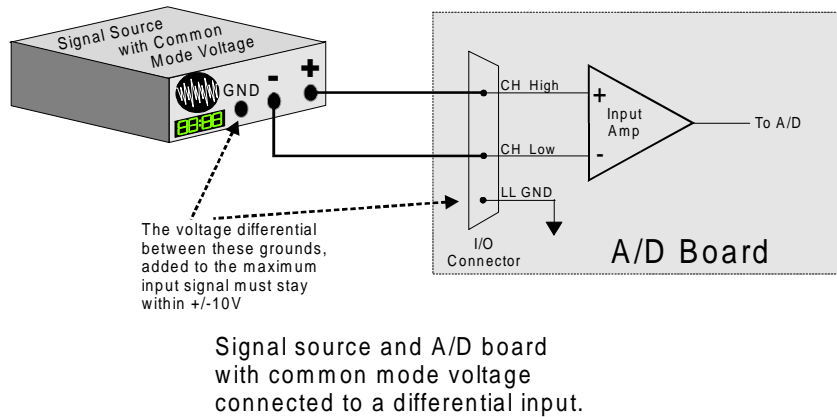 Signal Source
with Common
Mode Voltage
GND
-
+
88:88
CH High
+
Input
Amp
To A/D
CH Low
-
LL GND
The voltage differential
between these grounds,
added to the maximum
input signal must stay
within +/-10V
I/O
Connector
A/D Board
Signal source and A/D board
with common mode voltage
connected to a differential input.